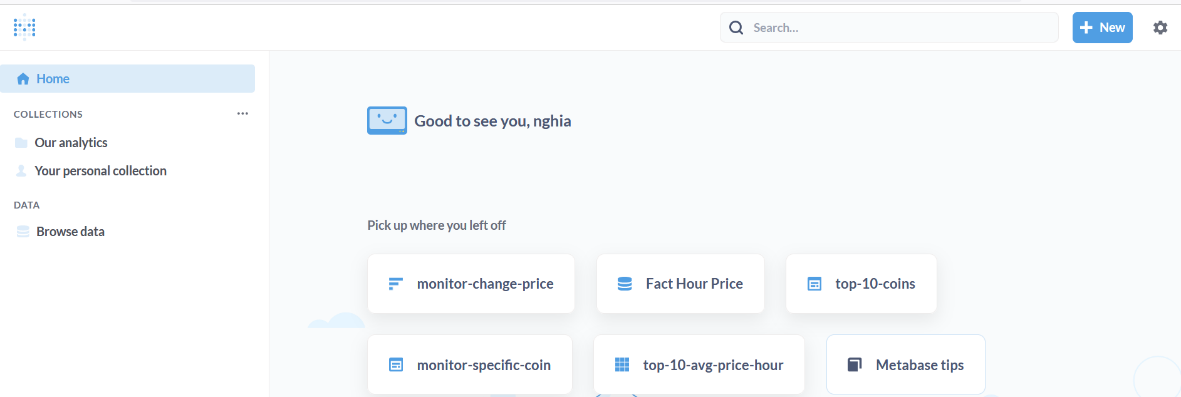 Search...
New
Home
COLLECTIONS
Our analytics
Your personal collection
DATA
Browse data
Good to see you, nghia
Pick up where you left off
monitor-change-price
Fact Hour Price
top-10-coins
monitor-specific-coin
top-10-avg-price-hour
Metabase tips